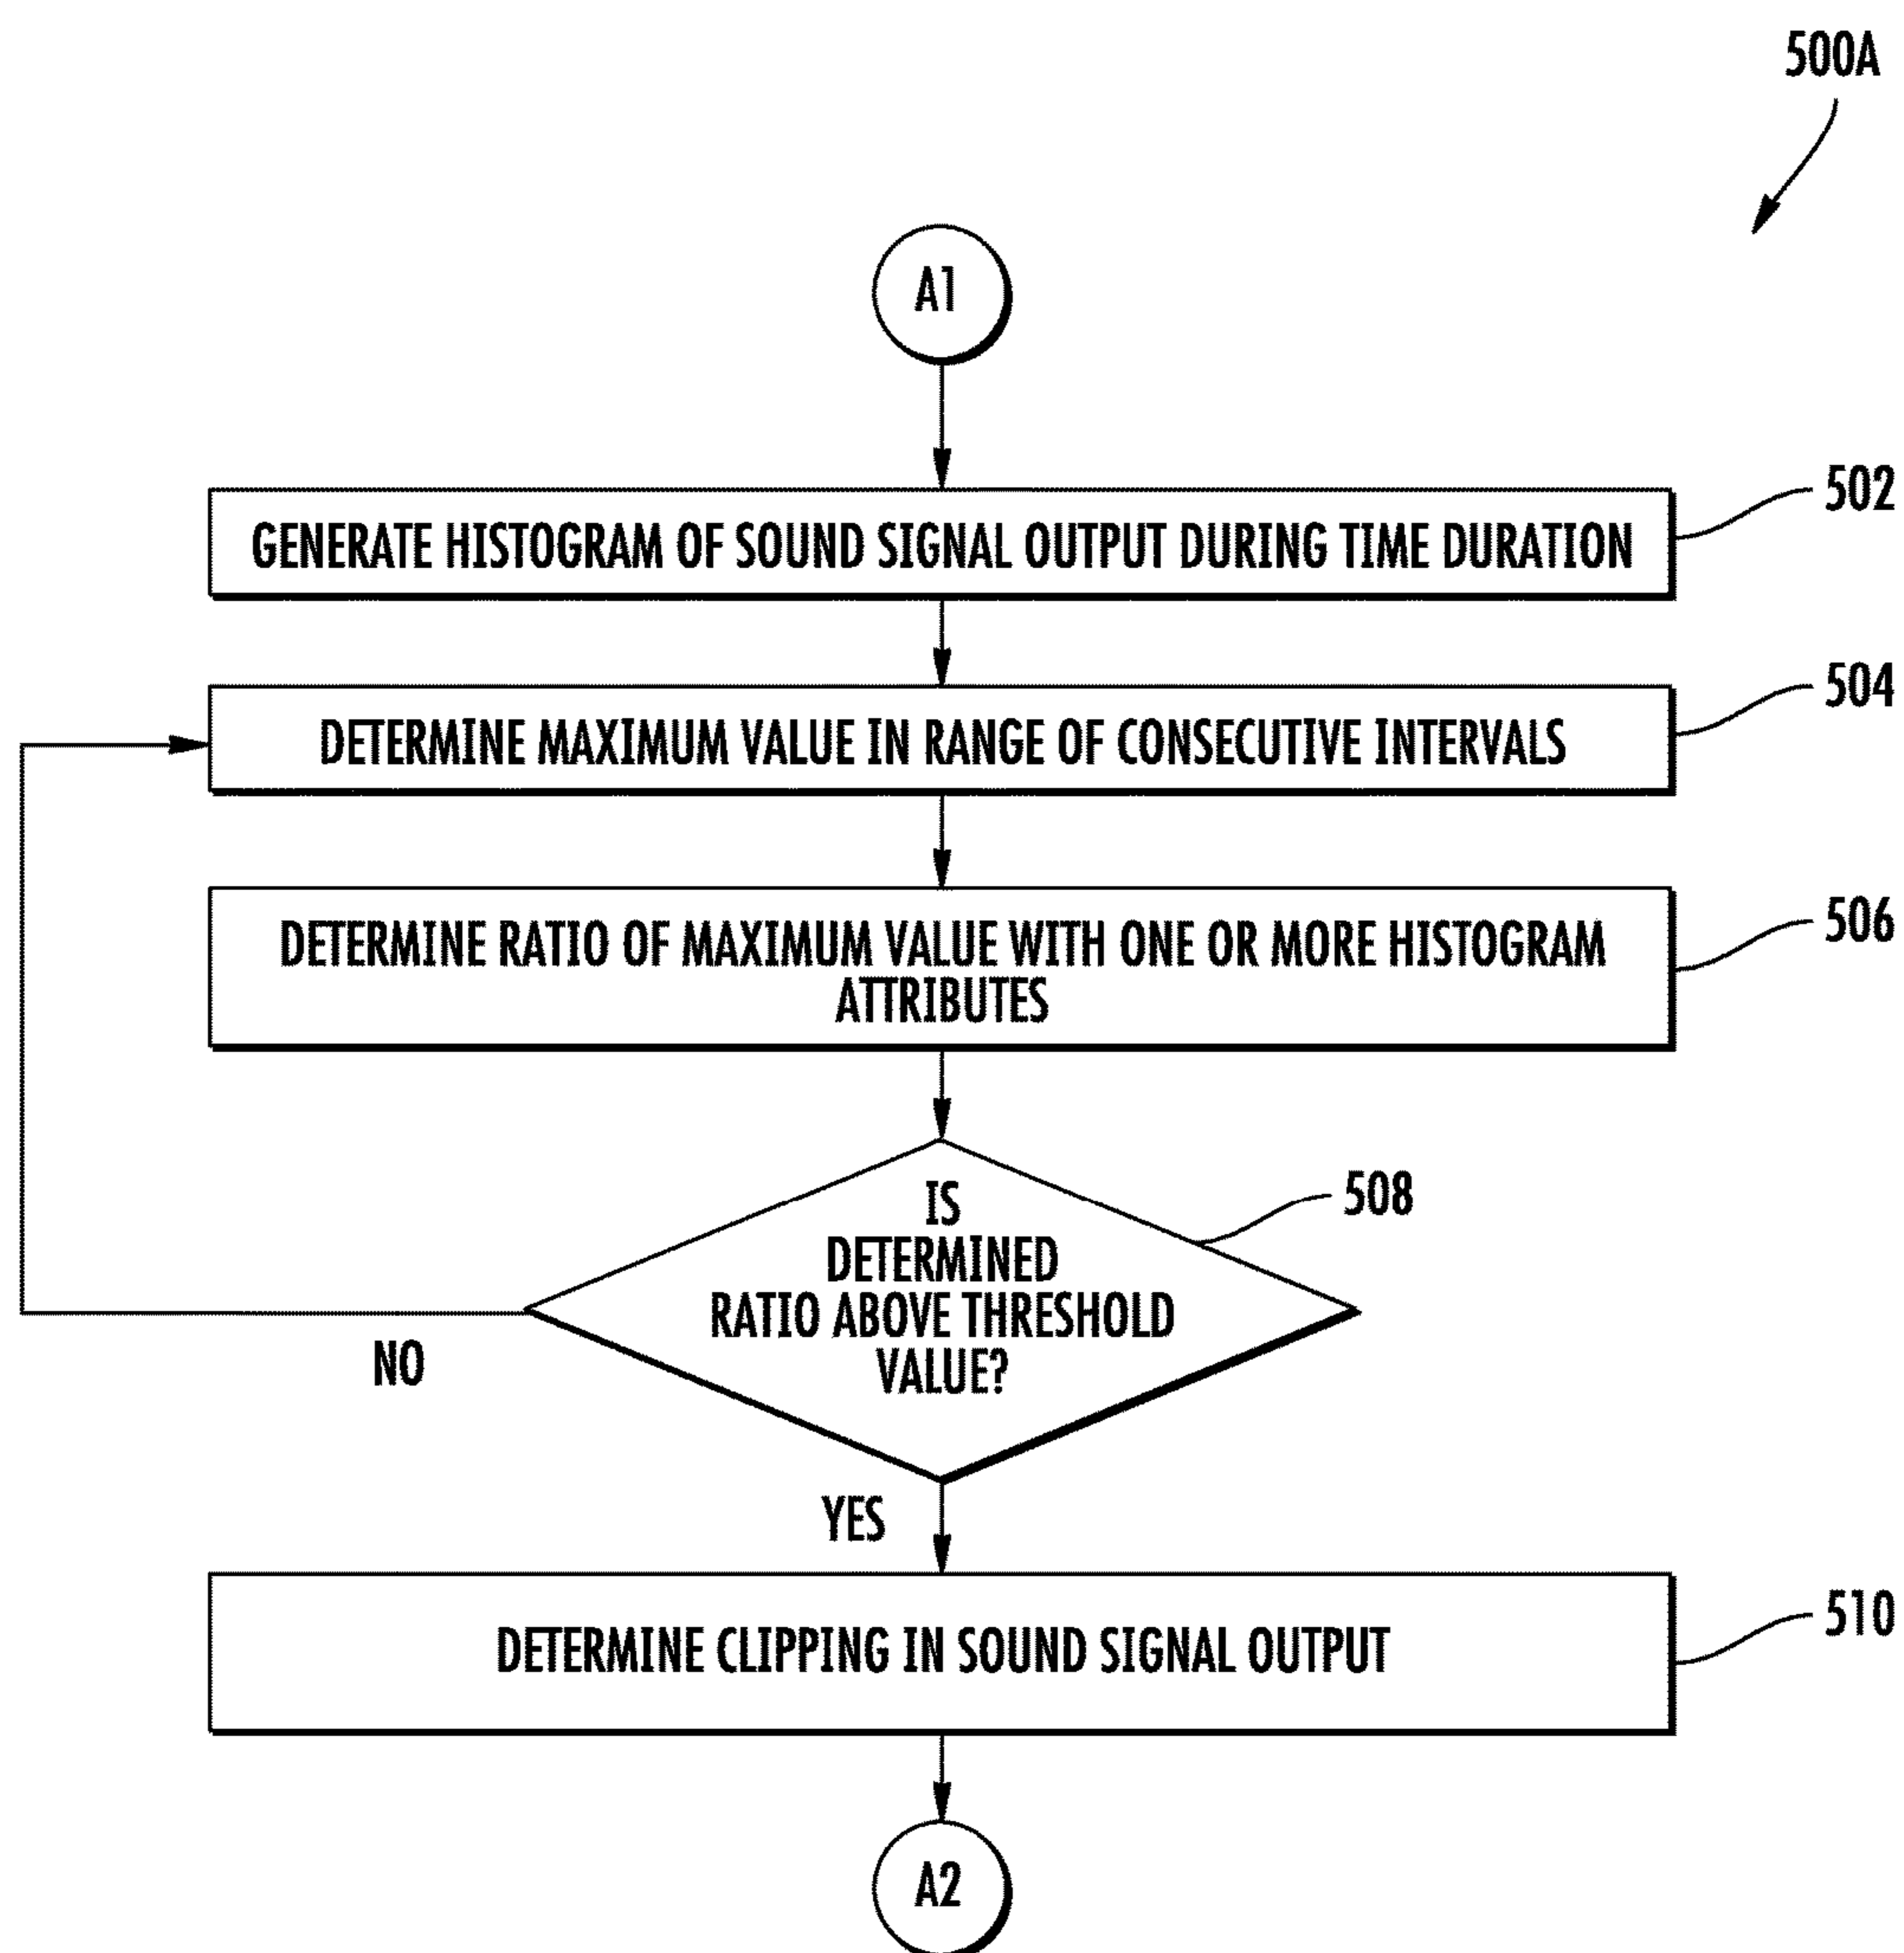 500A
A1
GENERATE HISTOGRAM OF SOUND SIGNAL OUTPUT DURING TIME DURATION
502
DETERMINE MAXIMUM VALUE IN RANGE OF CONSECUTIVE INTERVALS
504
DETERMINE RATIO OF MAXIMUM VALUE WITH ONE OR MORE HISTOGRAM
ATTRIBUTES
506
IS
DETERMINED
RATIO ABOVE THRESHOLD
VALUE?
508
NO
YES
DETERMINE CLIPPING IN SOUND SIGNAL OUTPUT
510
A2